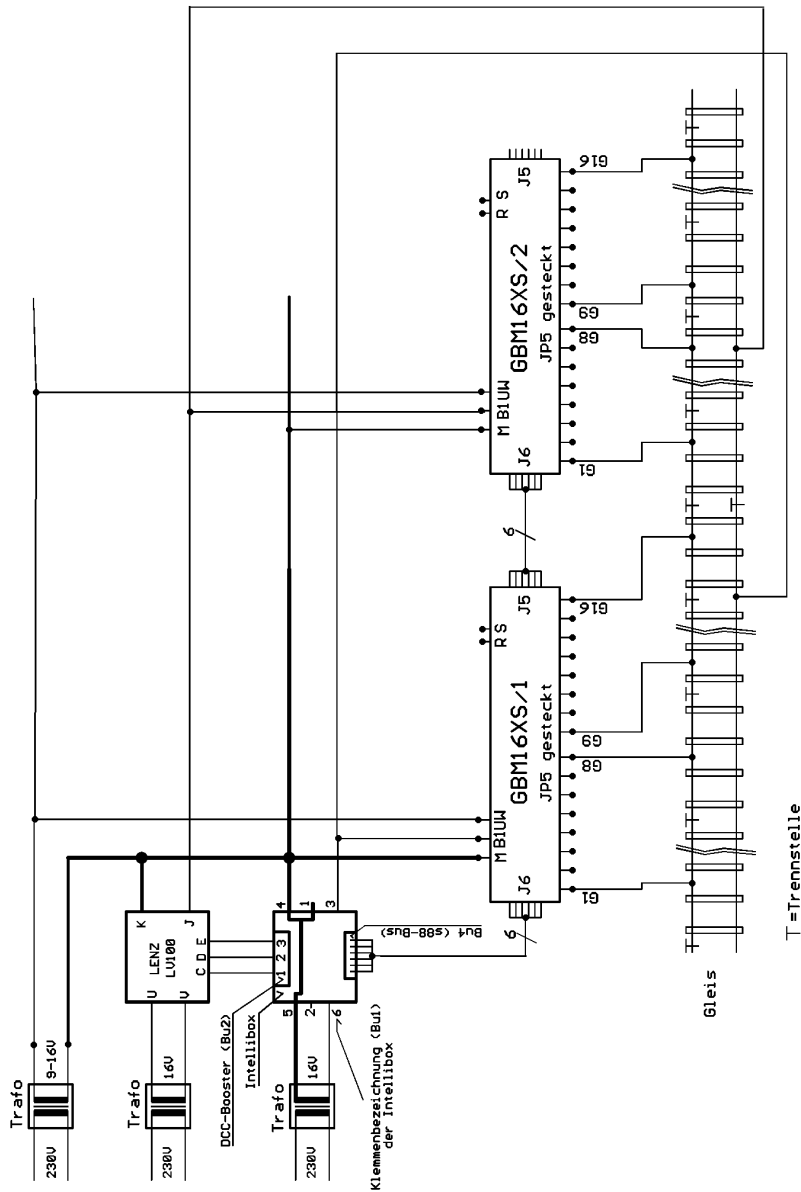 Trafo
230V
9-16V
Trafo
230V
16V
LENZ
LV100
U
V
K
J
C D E
DCC-Booster (Bu2)
Intellibox
Trafo
230V
16V
Klemmenbezeichnung (Bu1)
der Intellibox
V
V1 2 3
5
2
6
4
1
3
Bu4 (s88-Bus)
6
GBM16XS/1
JP5 gesteckt
M B1UW
R S
J6
J5
G1
G8
G9
G16
6
GBM16XS/2
JP5 gesteckt
M B1UW
R S
J6
J5
G1
G8
G9
G16
Gleis
=Trennstelle